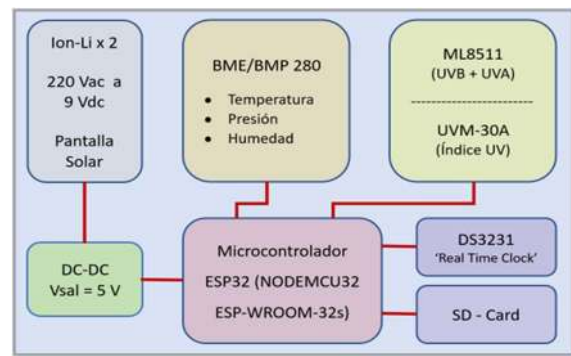 Ion-Li x 2
220 Vac a
9 Vdc
Pantalla
Solar
BME/BMP 280
• Temperatura
• Presión
• Humedad
ML8511
(UVB + UVA)
---------------------------
UVM-30A
(Índice UV)
DC-DC
Vsal = 5 V
Microcontrolador
ESP32 (NODEMCU32
ESP-WROOM-32s)
DS3231
‘Real Time Clock’
SD - Card